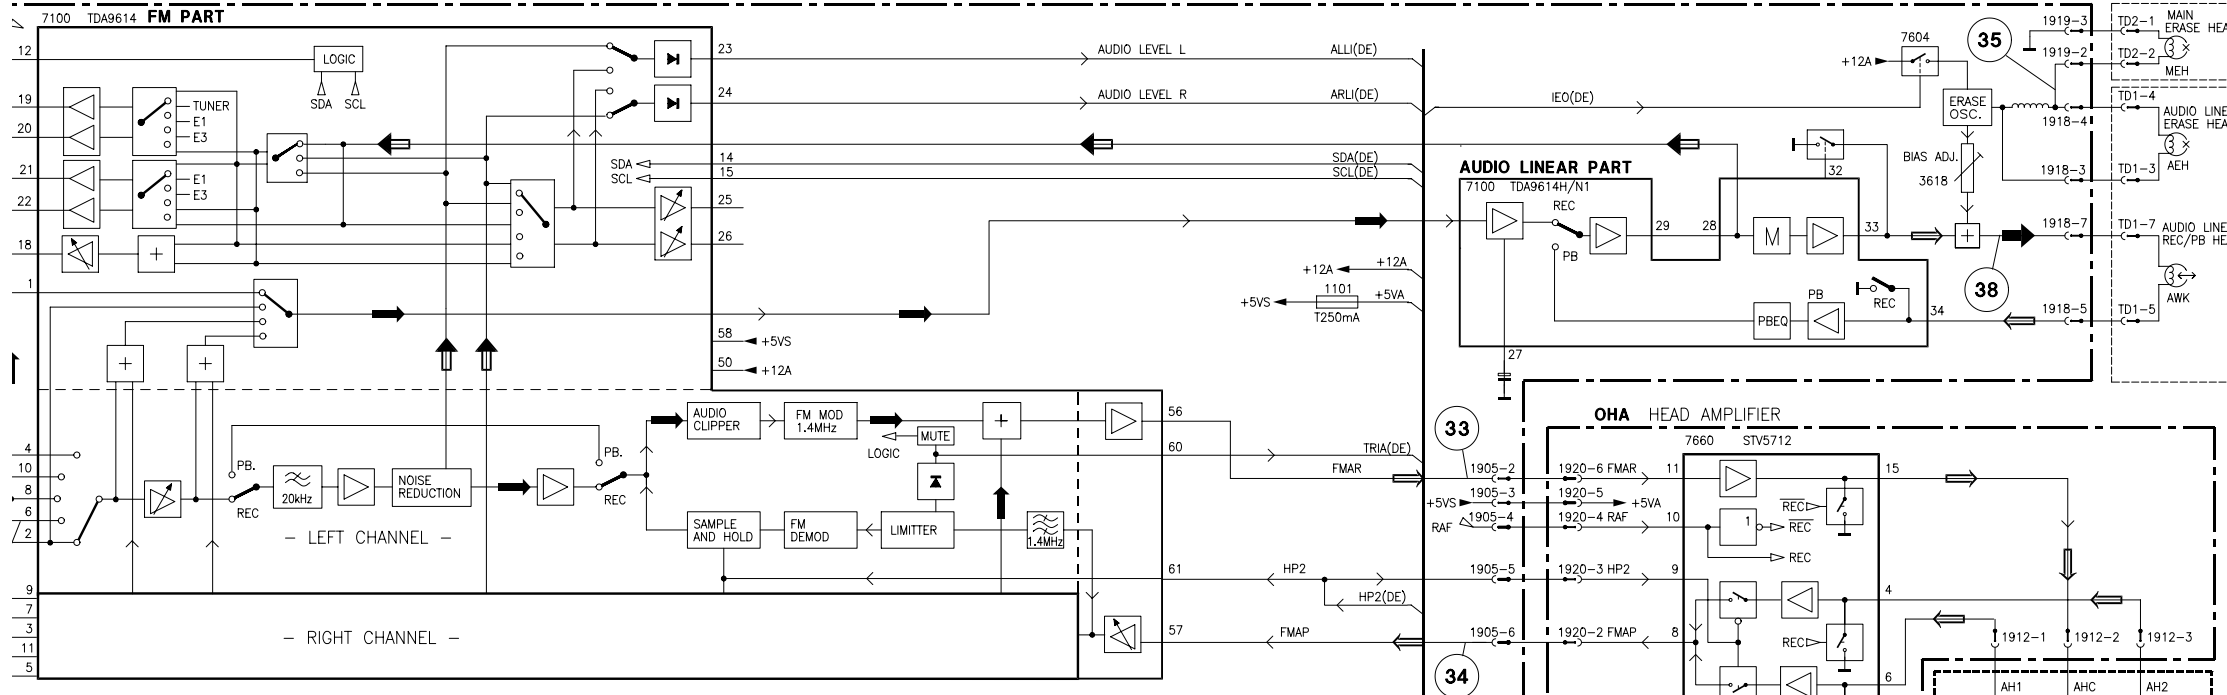 7100 TDA9614 FM PART
12
LOGIC
SDA SCL
19
TUNER
E1
20
E3
21
E1
E3
22
18
+
1
23
AUDIO LEVEL L
ALLI(DE)
24
AUDIO LEVEL R
ARLI(DE)
SDA
14
SDA(DE)
SCL
15
SCL(DE)
25
26
58
+5VS
50
+12A
+12A
+12A
1101
+5VS
+5VA
T250mA
IEO(DE)
7604
+12A
35
1919-3
TD2-1
MAIN
ERASE HEA
1919-2
TD2-2
MEH
ERASE
OSC.
TD1-4
1918-4
AUDIO LINE
ERASE HEA
BIAS ADJ.
3618
AEH
1918-3
TD1-3
AUDIO LINEAR PART
7100 TDA9614H/N1
32
REC
PB
29
28
M
33
+
38
1918-7
TD1-7
AUDIO LINE
REC/PB HE
AWK
PBEQ
PB
REC
34
1918-5
TD1-5
27
+
+
4
10
8
6
2
PB.
REC
20kHz
NOISE
REDUCTION
PB.
REC
- LEFT CHANNEL -
AUDIO
CLIPPER
FM MOD
1.4MHz
LOGIC
MUTE
+
SAMPLE
AND HOLD
FM
DEMOD
LIMITTER
1.4MHz
56
60
TRIA(DE)
FMAR
33
61
HP2
HP2(DE)
57
FMAP
34
9
7
3
11
5
- RIGHT CHANNEL -
OHA HEAD AMPLIFIER
7660 STV5712
1905-2
1920-6 FMAR
11
15
+5VS
1905-3
1920-5
+5VA
RAF
1905-4
1920-4 RAF
10
1
REC
REC
REC
1905-5
1920-3 HP2
9
4
REC
1905-6
1920-2 FMAP
8
6
1912-1
1912-2
1912-3
AH1
AHC
AH2